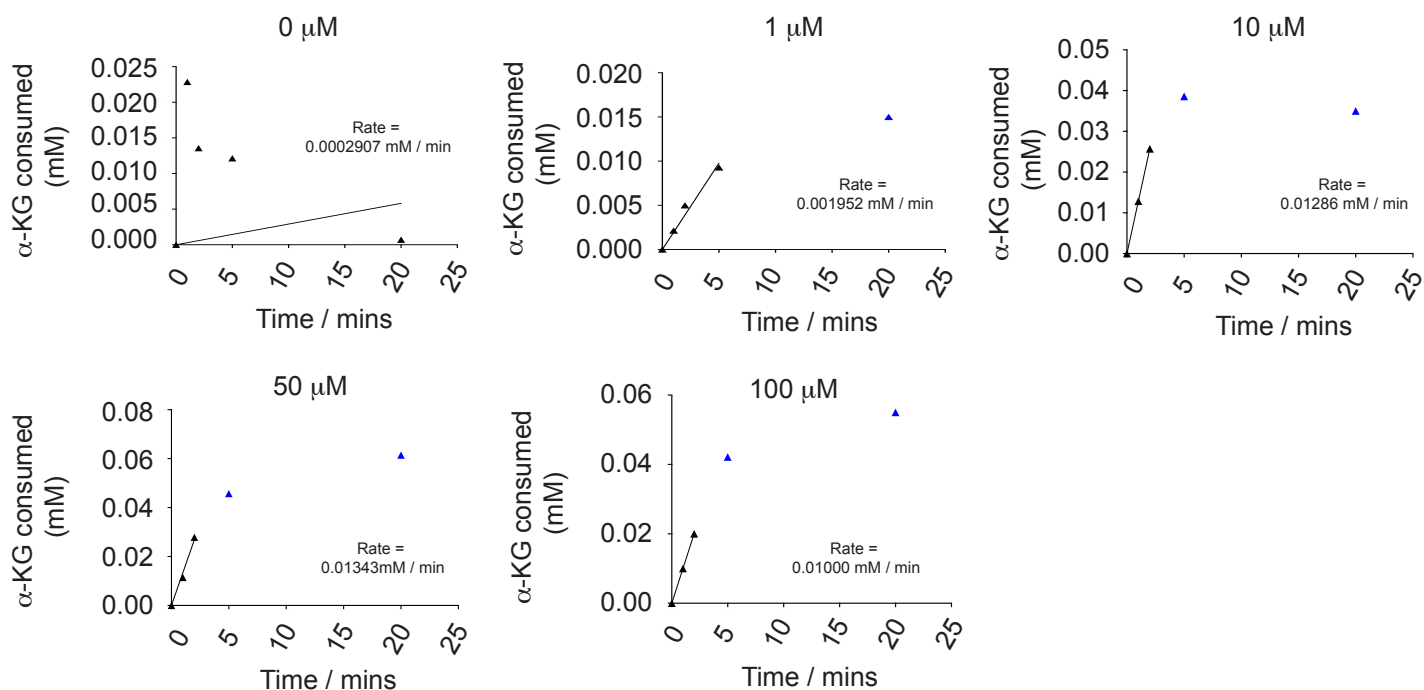 0 μM
α-KG consumed
(mM)
0.025
0.020
0.015
0.010
0.005
0.000
Rate =
0.0002907 mM / min
0 5 10 15 20 25
Time / mins
1 μM
α-KG consumed
(mM)
0.020
0.015
0.010
0.005
0.000
Rate =
0.001952 mM / min
0 5 10 15 20 25
Time / mins
10 μM
α-KG consumed
(mM)
0.05
0.04
0.03
0.02
0.01
0.00
Rate =
0.01286 mM / min
0 5 10 15 20 25
Time / mins
50 μM
α-KG consumed
(mM)
0.08
0.06
0.04
0.02
0.00
Rate =
0.01343mM / min
0 5 10 15 20 25
Time / mins
100 μM
α-KG consumed
(mM)
0.06
0.04
0.02
0.00
Rate =
0.01000 mM / min
0 5 10 15 20 25
Time / mins